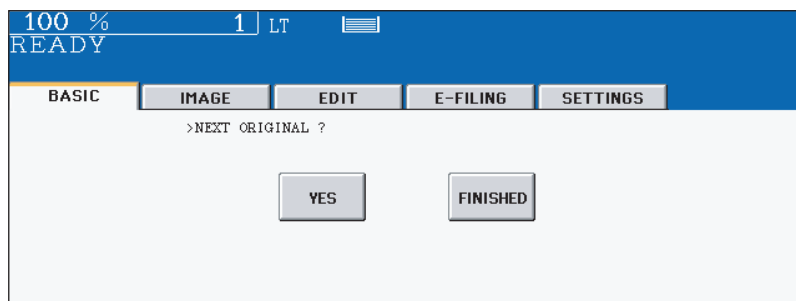 100 % 1 LT
READY
BASIC IMAGE EDIT E-FILING SETTINGS
>NEXT ORIGINAL ?
YES FINISHED